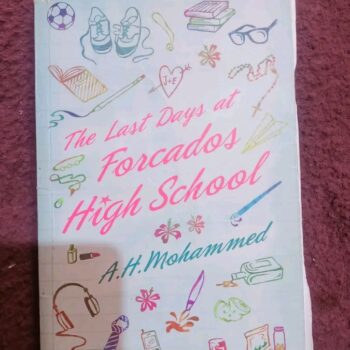 J+E
The Last Days at
Forcados
High School
A.H. Mohammed